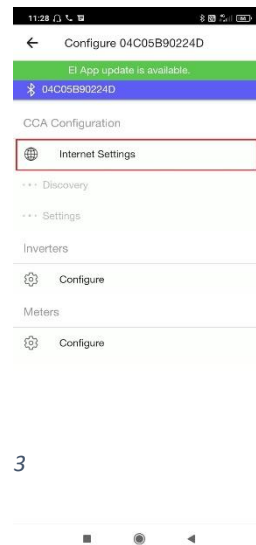 11:28
Configure 04C05B90224D
EI App update is available.
04C05B90224D
CCA Configuration
Internet Settings
Discovery
Settings
Inverters
Configure
Meters
Configure
3